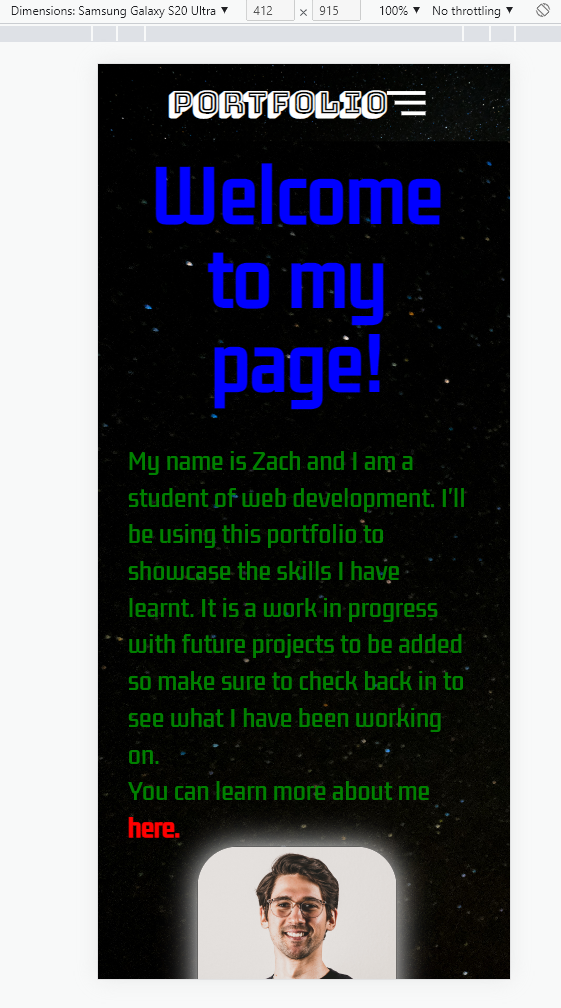 Dimensions: Samsung Galaxy S20 Ultra ▼ 412 × 915 100% ▼ No throttling ▼
PORTFOLIO
Welcome
to my
page!
My name is Zach and I am a
student of web development. I'll
be using this portfolio to
showcase the skills I have
learnt. It is a work in progress
with future projects to be added
so make sure to check back in to
see what I have been working
on.
You can learn more about me
here.